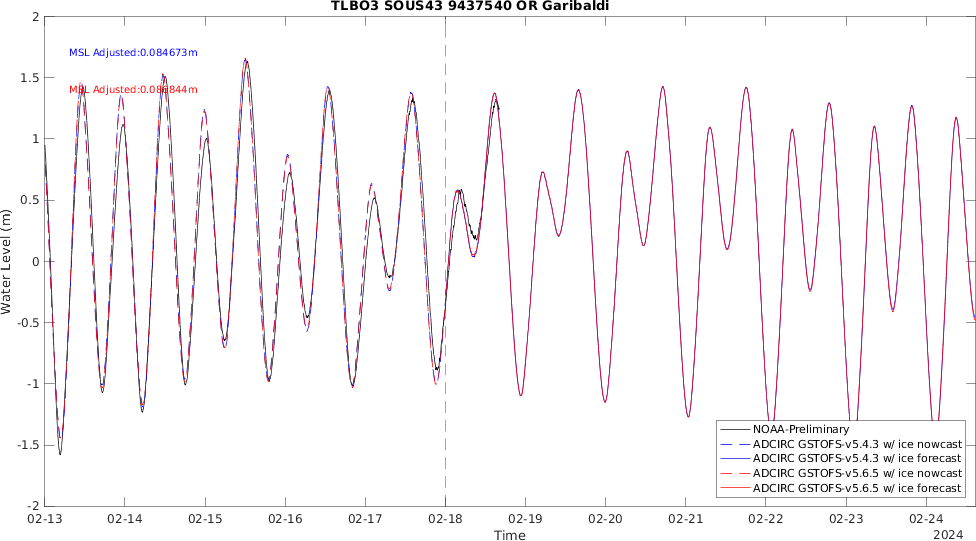 TLBO3 SOUS43 9437540 OR Garibaldi
MSL Adjusted:0.084673m
MSL Adjusted:0.086844m
Water Level (m)
2
1.5
1
0.5
0
-0.5
-1
-1.5
-2
NOAA-Preliminary
ADCIRC GSTOFS-v5.4.3 w/ ice nowcast
ADCIRC GSTOFS-v5.4.3 w/ ice forecast
ADCIRC GSTOFS-v5.6.5 w/ ice nowcast
ADCIRC GSTOFS-v5.6.5 w/ ice forecast
02-13 02-14 02-15 02-16 02-17 02-18 02-19 02-20 02-21 02-22 02-23 02-24
Time
2024